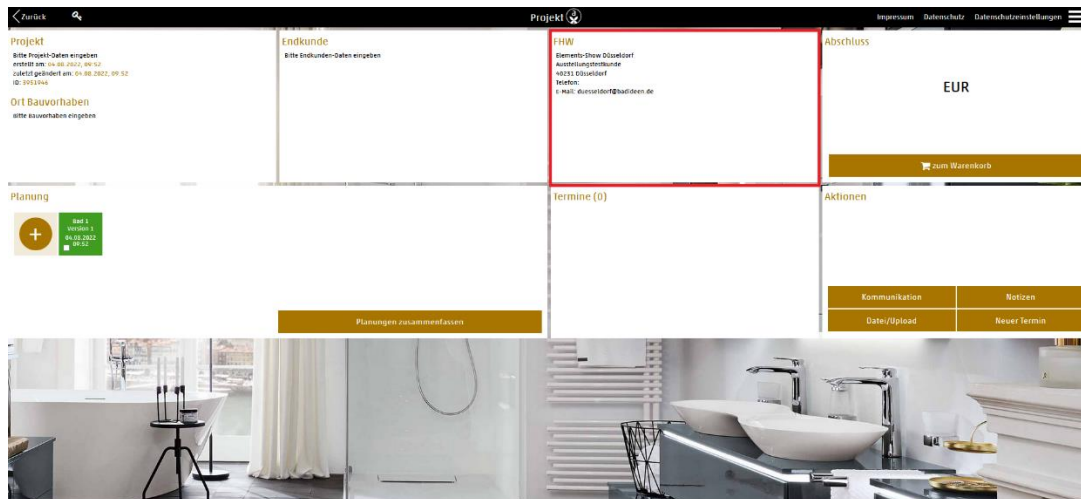 Zurück
Projekt
Impressum Datenschutz Datenschutzeinstellungen
Projekt
Bitte Projekt-Daten eingeben
erstellt am: 04.08.2022, 09:52
zuletzt geändert am: 04.08.2022, 09:52
ID: 5951946
Ort Bauvorhaben
Bitte Bauvorhaben eingeben
Endkunde
Bitte Endkunden-Daten eingeben
FHW
Elements-Show Düsseldorf
Ausstellungstestkunde
40231 Düsseldorf
Telefon:
E-Mail: duesseldorf@badideen.de
Abschluss
EUR
zum Warenkorb
Planung
+
Bad 1
Version 1
04.08.2022
09:52
Planungen zusammenfassen
Termine (0)
Aktionen
Kommunikation
Notizen
Datei/Upload
Neuer Termin